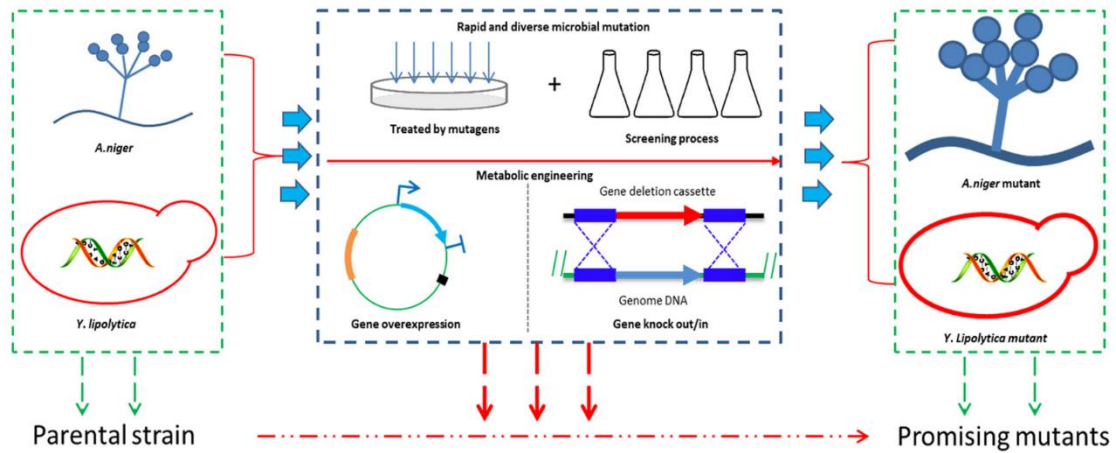 Rapid and diverse microbial mutation
+
Treated by mutagens
Screening process
A.niger
Metabolic engineering
Gene deletion cassette
Genome DNA
Gene overexpression
Gene knock out/in
Y. lipolytica
A.niger mutant
Y. Lipolytica mutant
Parental strain
Promising mutants